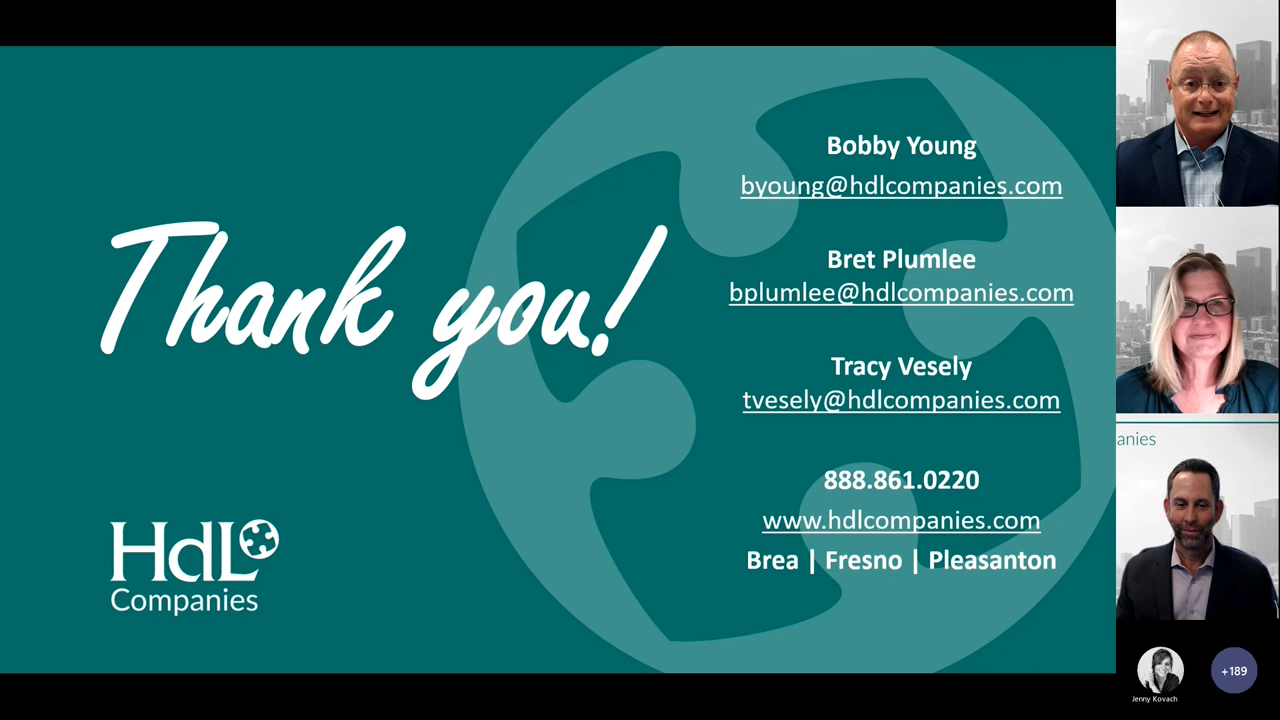 Thank you!
HdL
Companies
Bobby Young
byoung@hdlcompanies.com
Bret Plumlee
bplumlee@hdlcompanies.com
Tracy Vesely
tvesely@hdlcompanies.com
888.861.0220
www.hdlcompanies.com
Brea | Fresno | Pleasanton
anies
Jenny Kovach
+189